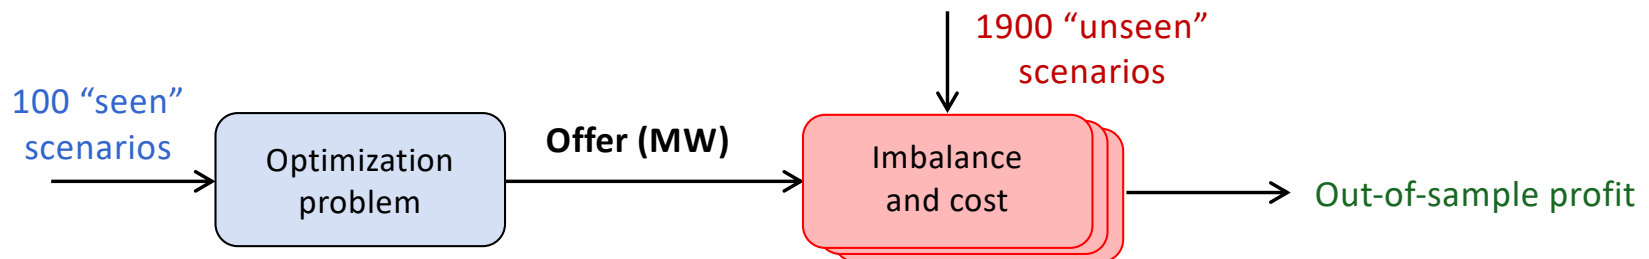 100 “seen”
scenarios
Optimization
problem
Offer (MW)
1900 “unseen”
scenarios
Imbalance
and cost
Out-of-sample profit